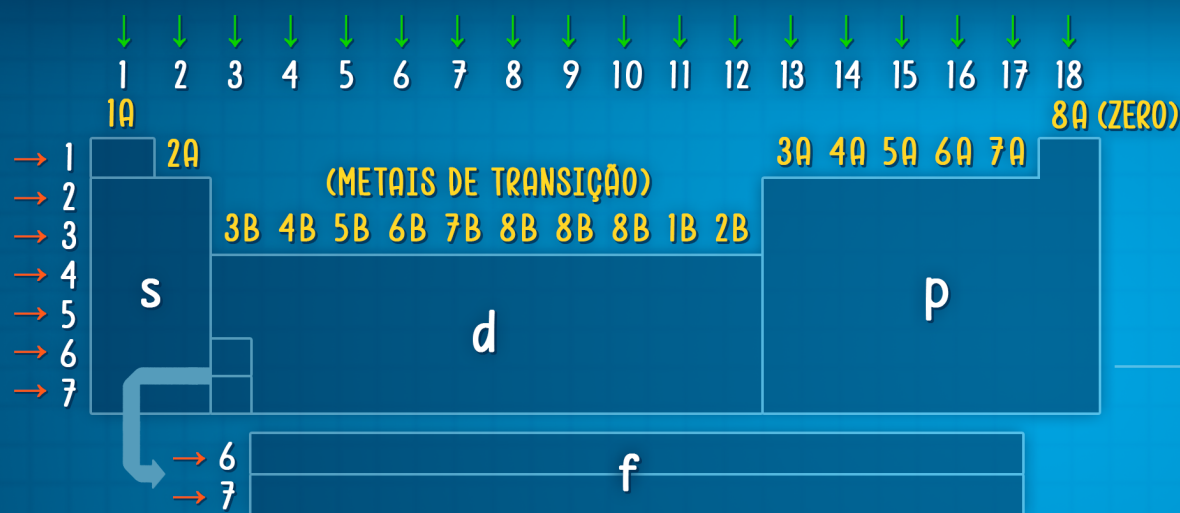 1 2 3 4 5 6 7 8 9 10 11 12 13 14 15 16 17 18
1A
8A (ZERO)
1
2A
3A 4A 5A 6A 7A
(METAIS DE TRANSIÇÃO)
2
3
3B 4B 5B 6B 7B 8B 8B 8B 1B 2B
4
s
p
5
d
6
7
6
f
7